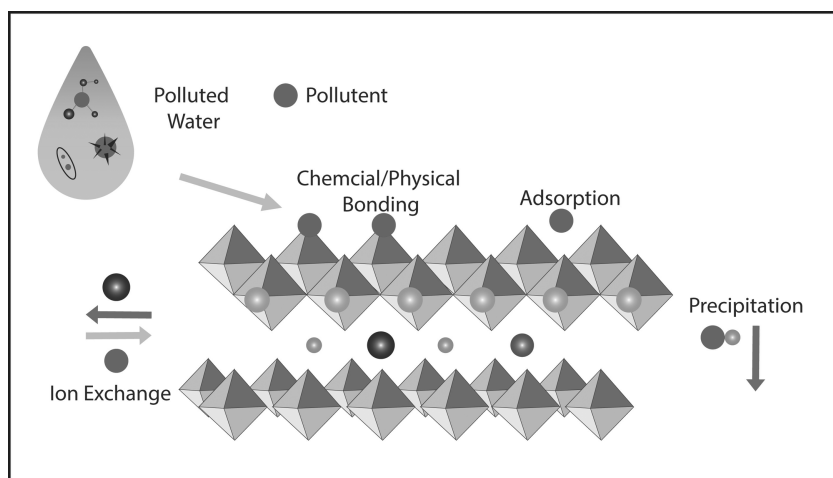 Polluted
Water
Pollutent
Chemcial/Physical
Bonding
Adsorption
Precipitation
Ion Exchange